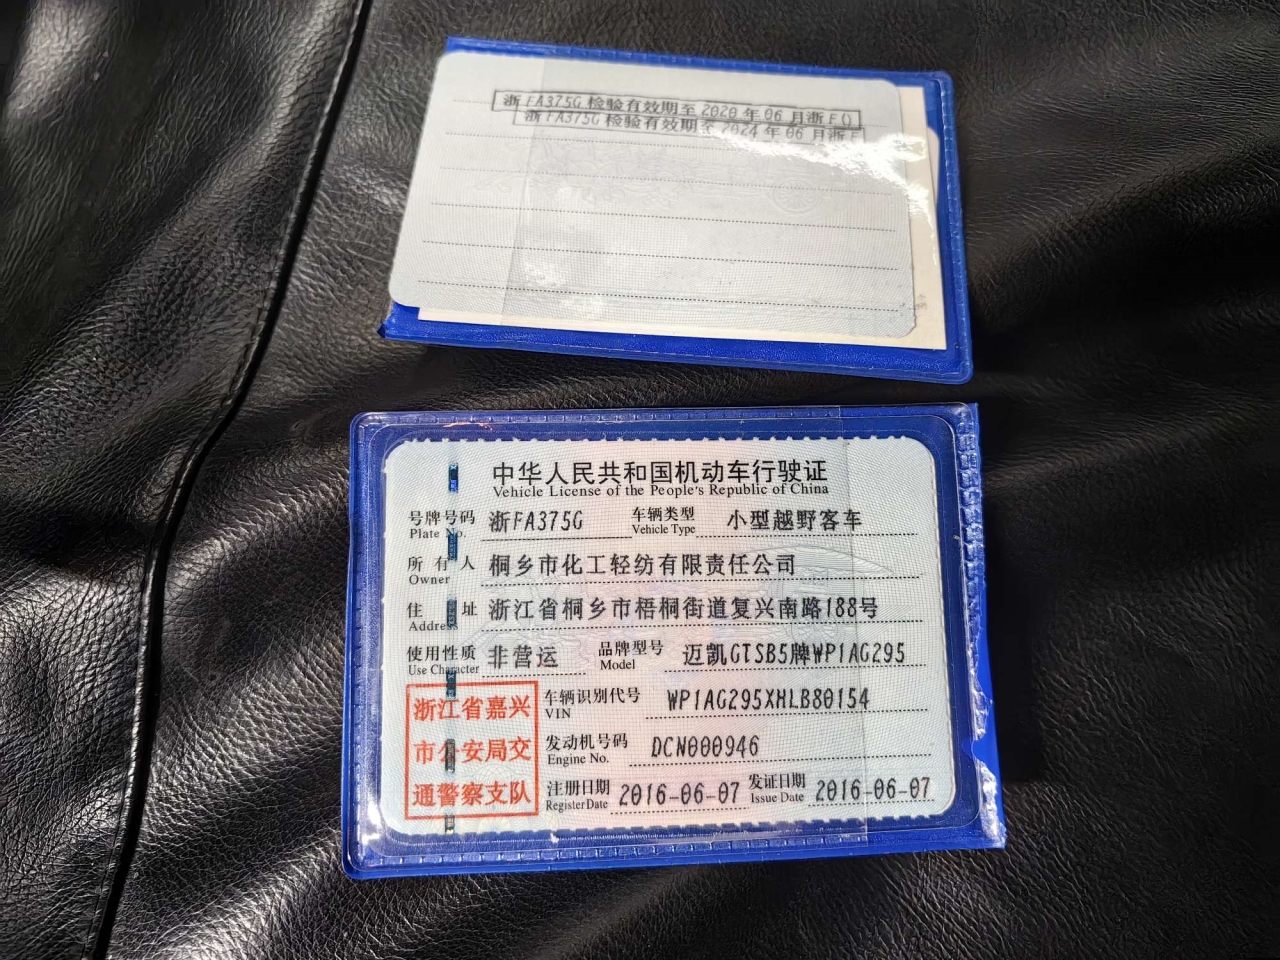 浙FA375G 检验有效期至2020年06月浙F()
浙FA375G 检验有效期至2024年06月浙F
中华人民共和国机动车行驶证
Vehicle License of the People's Republic of China
号牌号码 浙FA375G 车辆类型 小型越野客车
Plate No. Vehicle Type
所有人 桐乡市化工轻纺有限责任公司
Owner
住址 浙江省桐乡市梧桐街道复兴南路188号
Address
使用性质 非营运 品牌型号 迈凯GTSB5牌WP1AG295
Use Character Model
浙江省嘉兴
市公安局交
通警察支队
车辆识别代号 WP1AG295XHLB80154
VIN
发动机号码 DCN000946
Engine No.
注册日期 2016-06-07 发证日期 2016-06-07
Register Date Issue Date